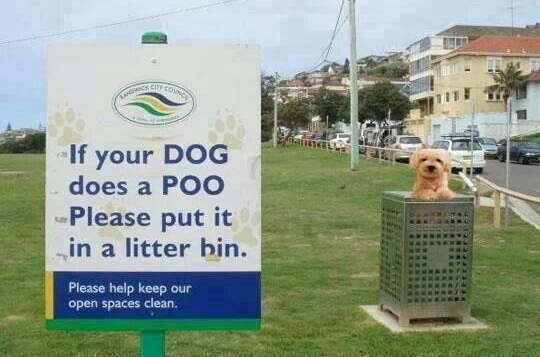 RANDWICK CITY COUNCIL
If your DOG
does a POO
Please put it
in a litter bin.
Please help keep our
open spaces clean.